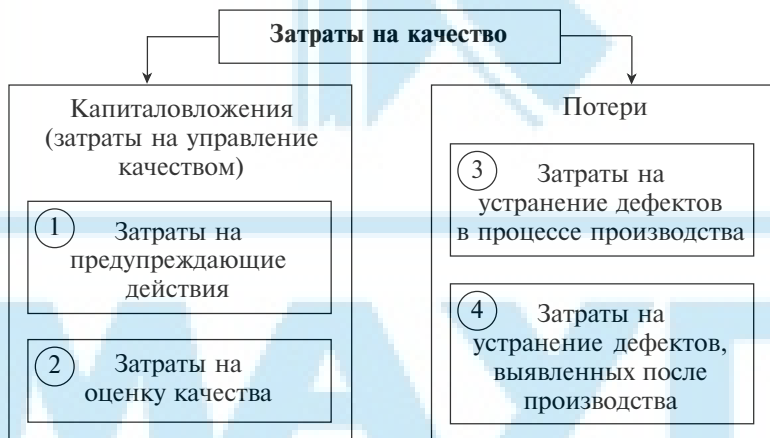 Затраты на качество
Капиталовложения
(затраты на управление
качеством)
1
Затраты на
предупреждающие
действия
2
Затраты на
оценку качества
Потери
3
Затраты на
устранение дефектов
в процессе производства
4
Затраты на
устранение дефектов,
выявленных после
производства